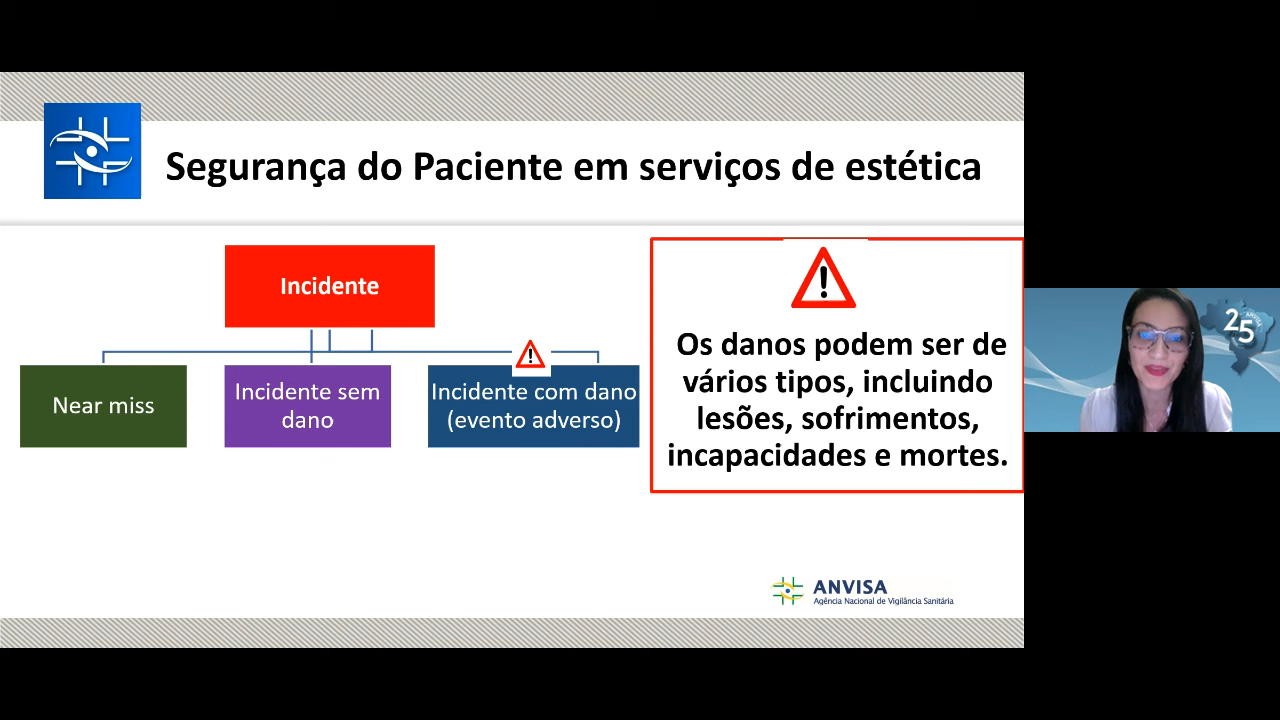 Segurança do Paciente em serviços de estética
Incidente
Near miss
Incidente sem
dano
Incidente com dano
(evento adverso)
Os danos podem ser de
vários tipos, incluindo
lesões, sofrimentos,
incapacidades e mortes.
ANVISA
Agência Nacional de Vigilância Sanitária
ANVISA
25